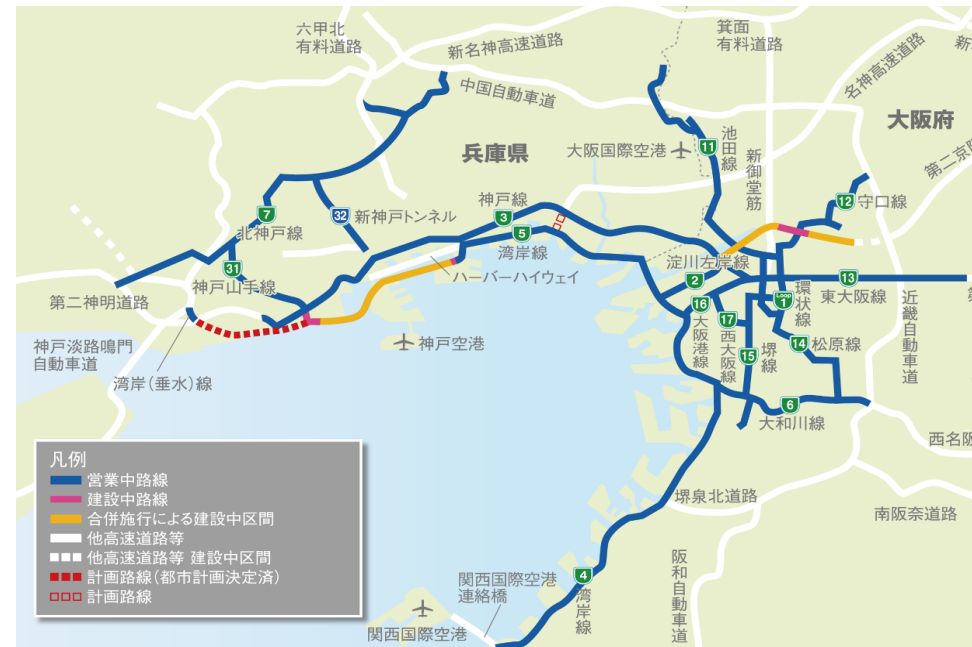 六甲北
有料道路
新名神高速道路
箕面
有料道路
名神高速道路
中国自動車道
大阪府
兵庫県
大阪国際空港
11
池田線
新御堂筋
第二京阪
12
守口線
神戸線
3
5
湾岸線
32
新神戸トンネル
7
北神戸線
31
神戸山手線
ハーバーハイウェイ
淀川左岸線
2
13
東大阪線
第二神明道路
16
大阪港線
17
西大阪線
Loop
1
環状線
15
堺線
14
松原線
近畿自動車道
神戸淡路鳴門
自動車道
湾岸(垂水)線
神戸空港
6
大和川線
西名阪
凡例
営業中路線
建設中路線
合併施行による建設中区間
他高速道路等
他高速道路等 建設中区間
計画路線(都市計画決定済)
計画路線
堺泉北道路
南阪奈道路
阪和自動車道
関西国際空港
連絡橋
4
湾岸線
関西国際空港